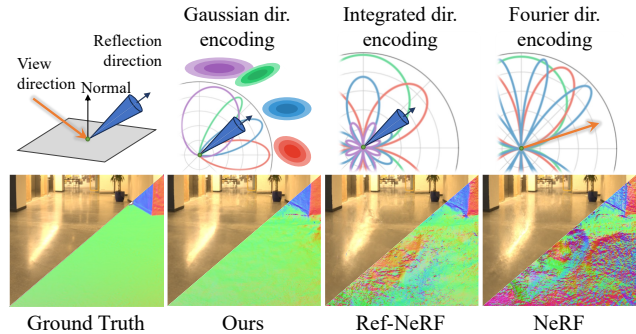 Gaussian dir.
encoding
Integrated dir.
encoding
Fourier dir.
encoding
Reflection
direction
View
direction
Normal
Ground Truth
Ours
Ref-NeRF
NeRF